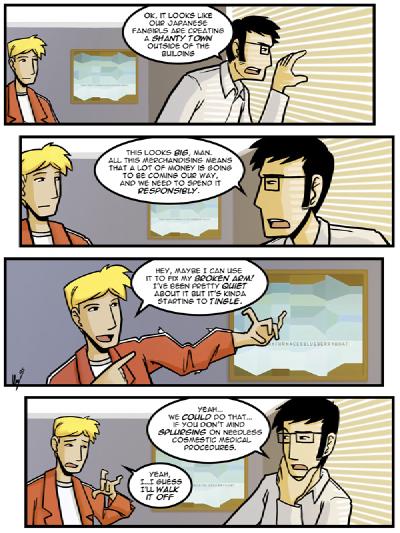 OK, IT LOOKS LIKE
OUR JAPANESE
FANGIRLS ARE CREATING
A SHANTY TOWN
OUTSIDE OF THE
BUILDING
THIS LOOKS BIG, MAN.
ALL THIS MERCHANDISING MEANS
THAT A LOT OF MONEY IS GOING
TO BE COMING OUR WAY,
AND WE NEED TO SPEND IT
RESPONSIBLY.
HEY, MAYBE I CAN USE
IT TO FIX MY BROKEN ARM!
I'VE BEEN PRETTY QUIET
ABOUT IT BUT IT'S KINDA
STARTING TO TINGLE.
YEAH...
WE COULD DO THAT...
IF YOU DON'T MIND
SPLURGING ON NEEDLESS
COSMESTIC MEDICAL
PROCEDURES.
YEAH,
I...I GUESS
I'LL WALK
IT OFF